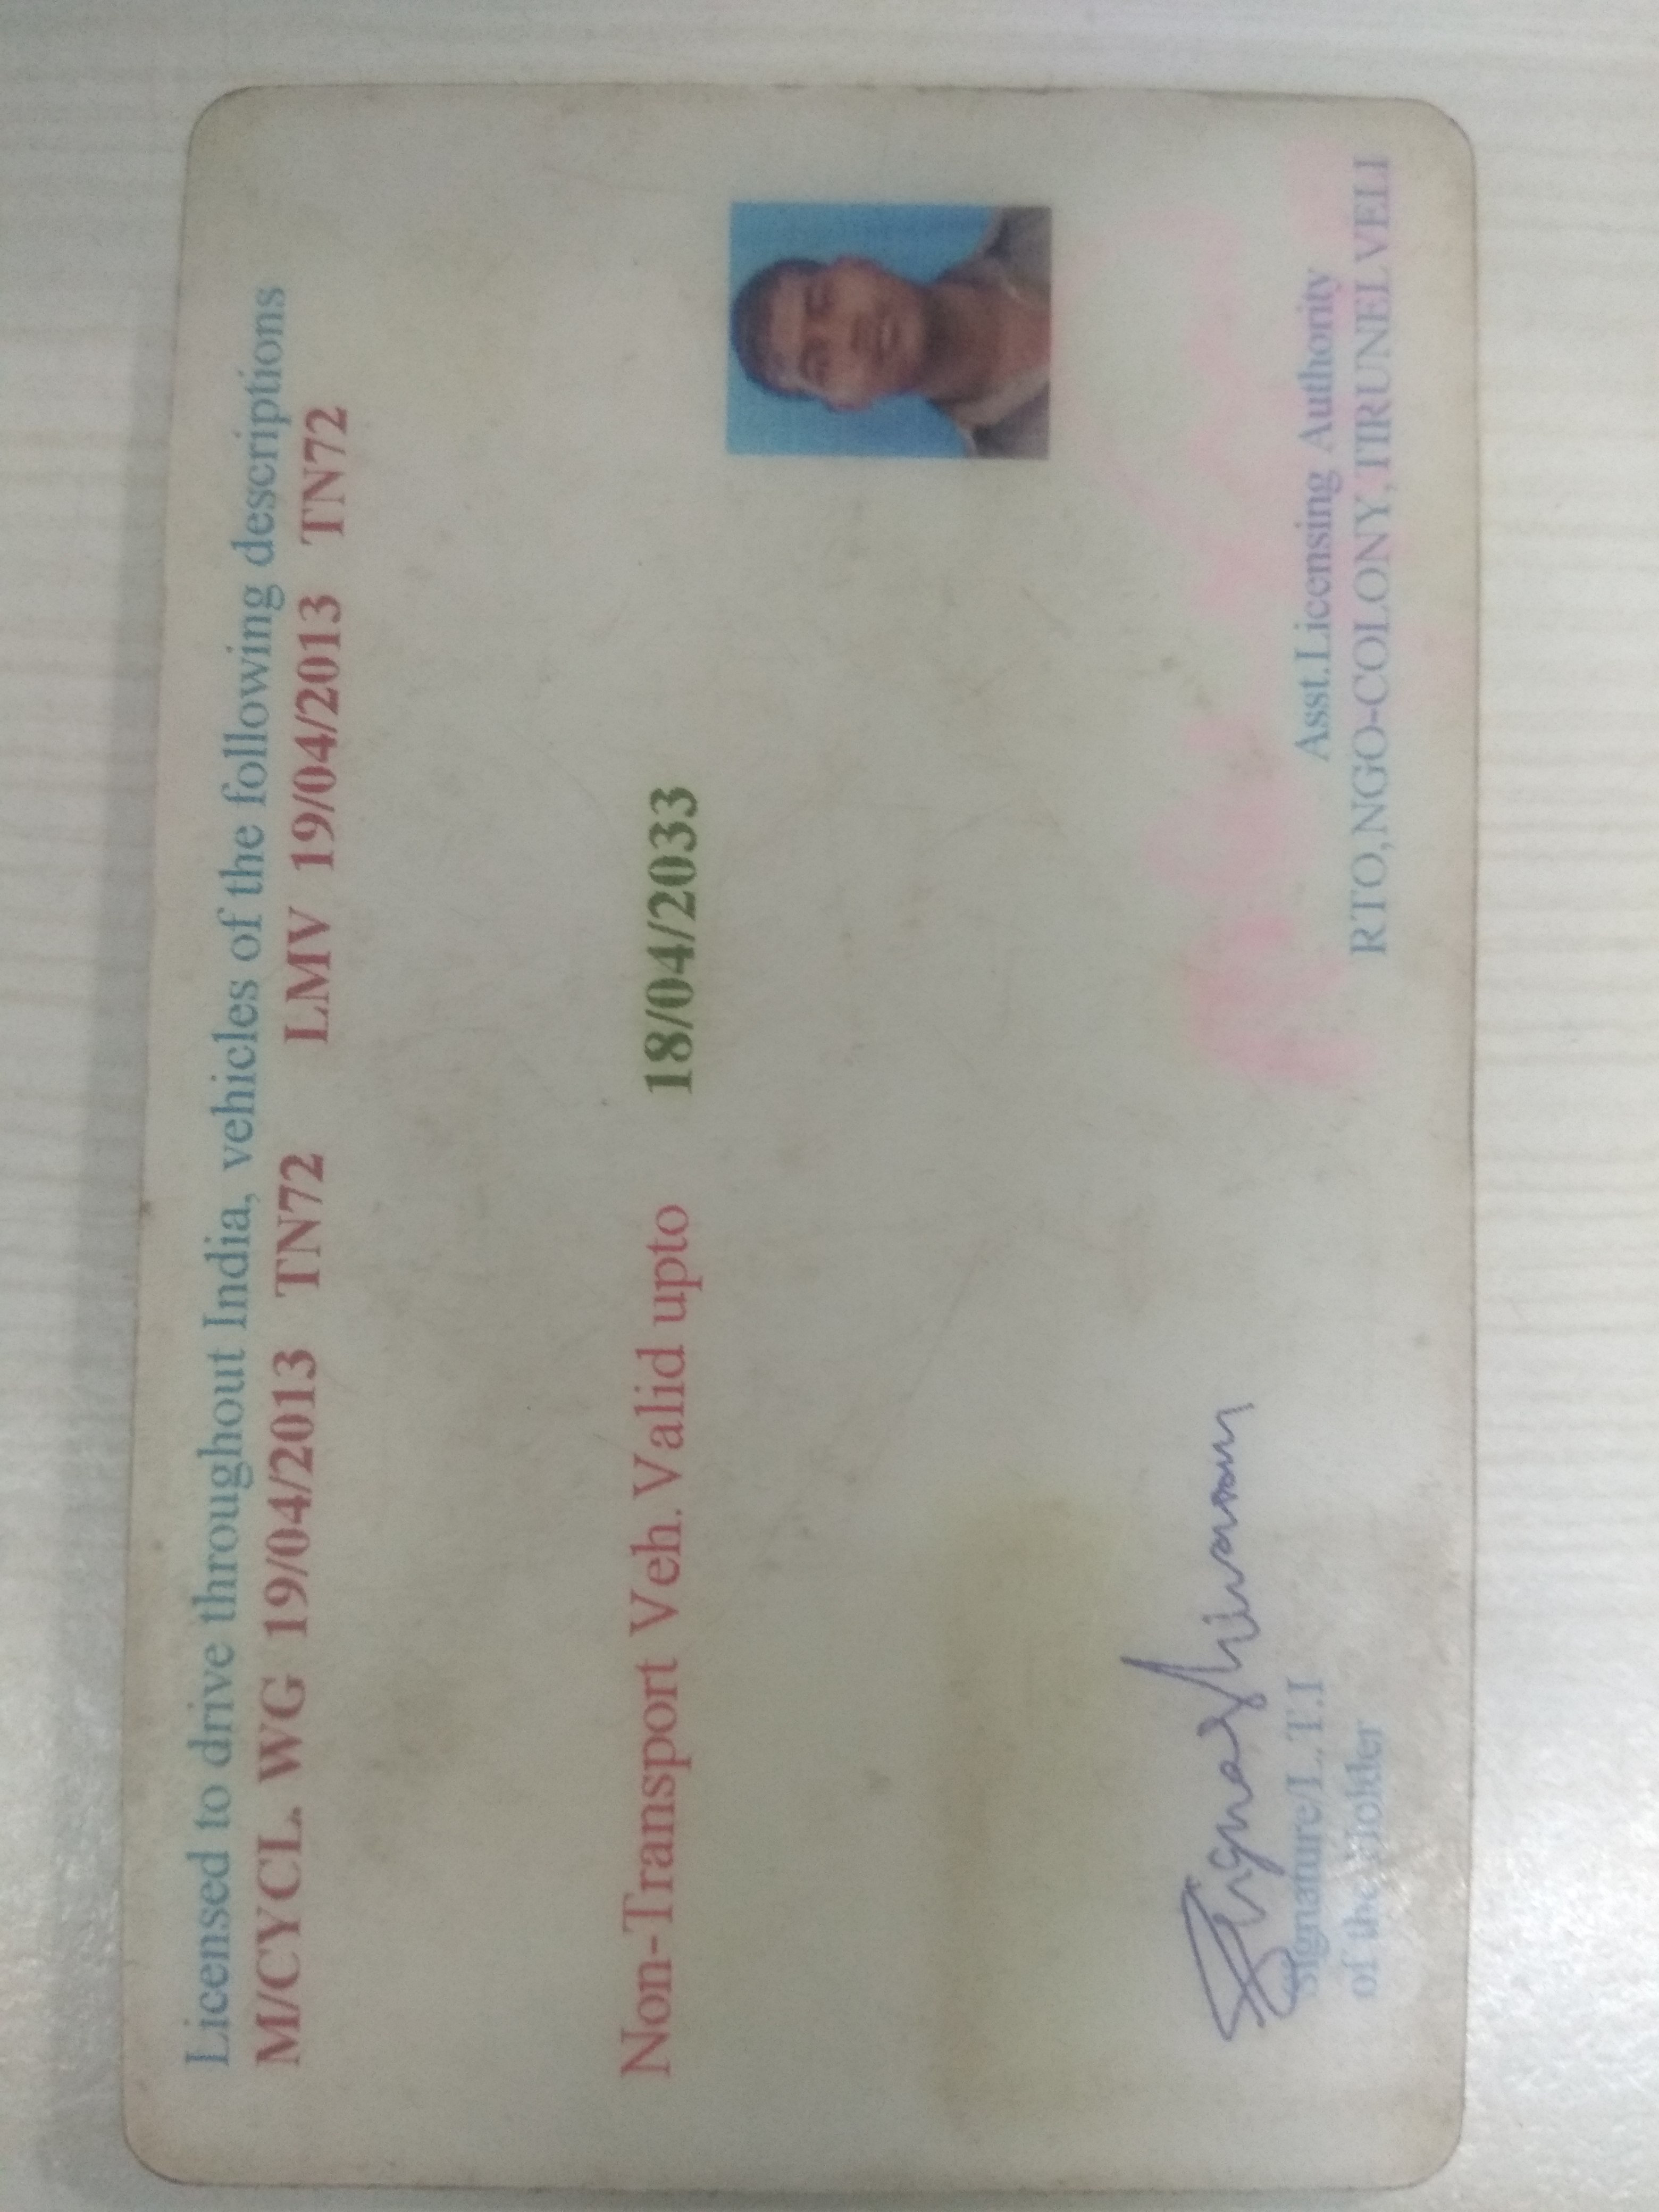 Licensed to drive throughout India, vehicles of the following descriptions
M/CYCL. WG 19/04/2013 TN72 LMV 19/04/2013 TN72
Non-Transport Veh. Valid upto 18/04/2033
Signature/L.T.I
of the holder
Asst.Licensing Authority
RTO,NGO-COLONY,TIRUNELVELI